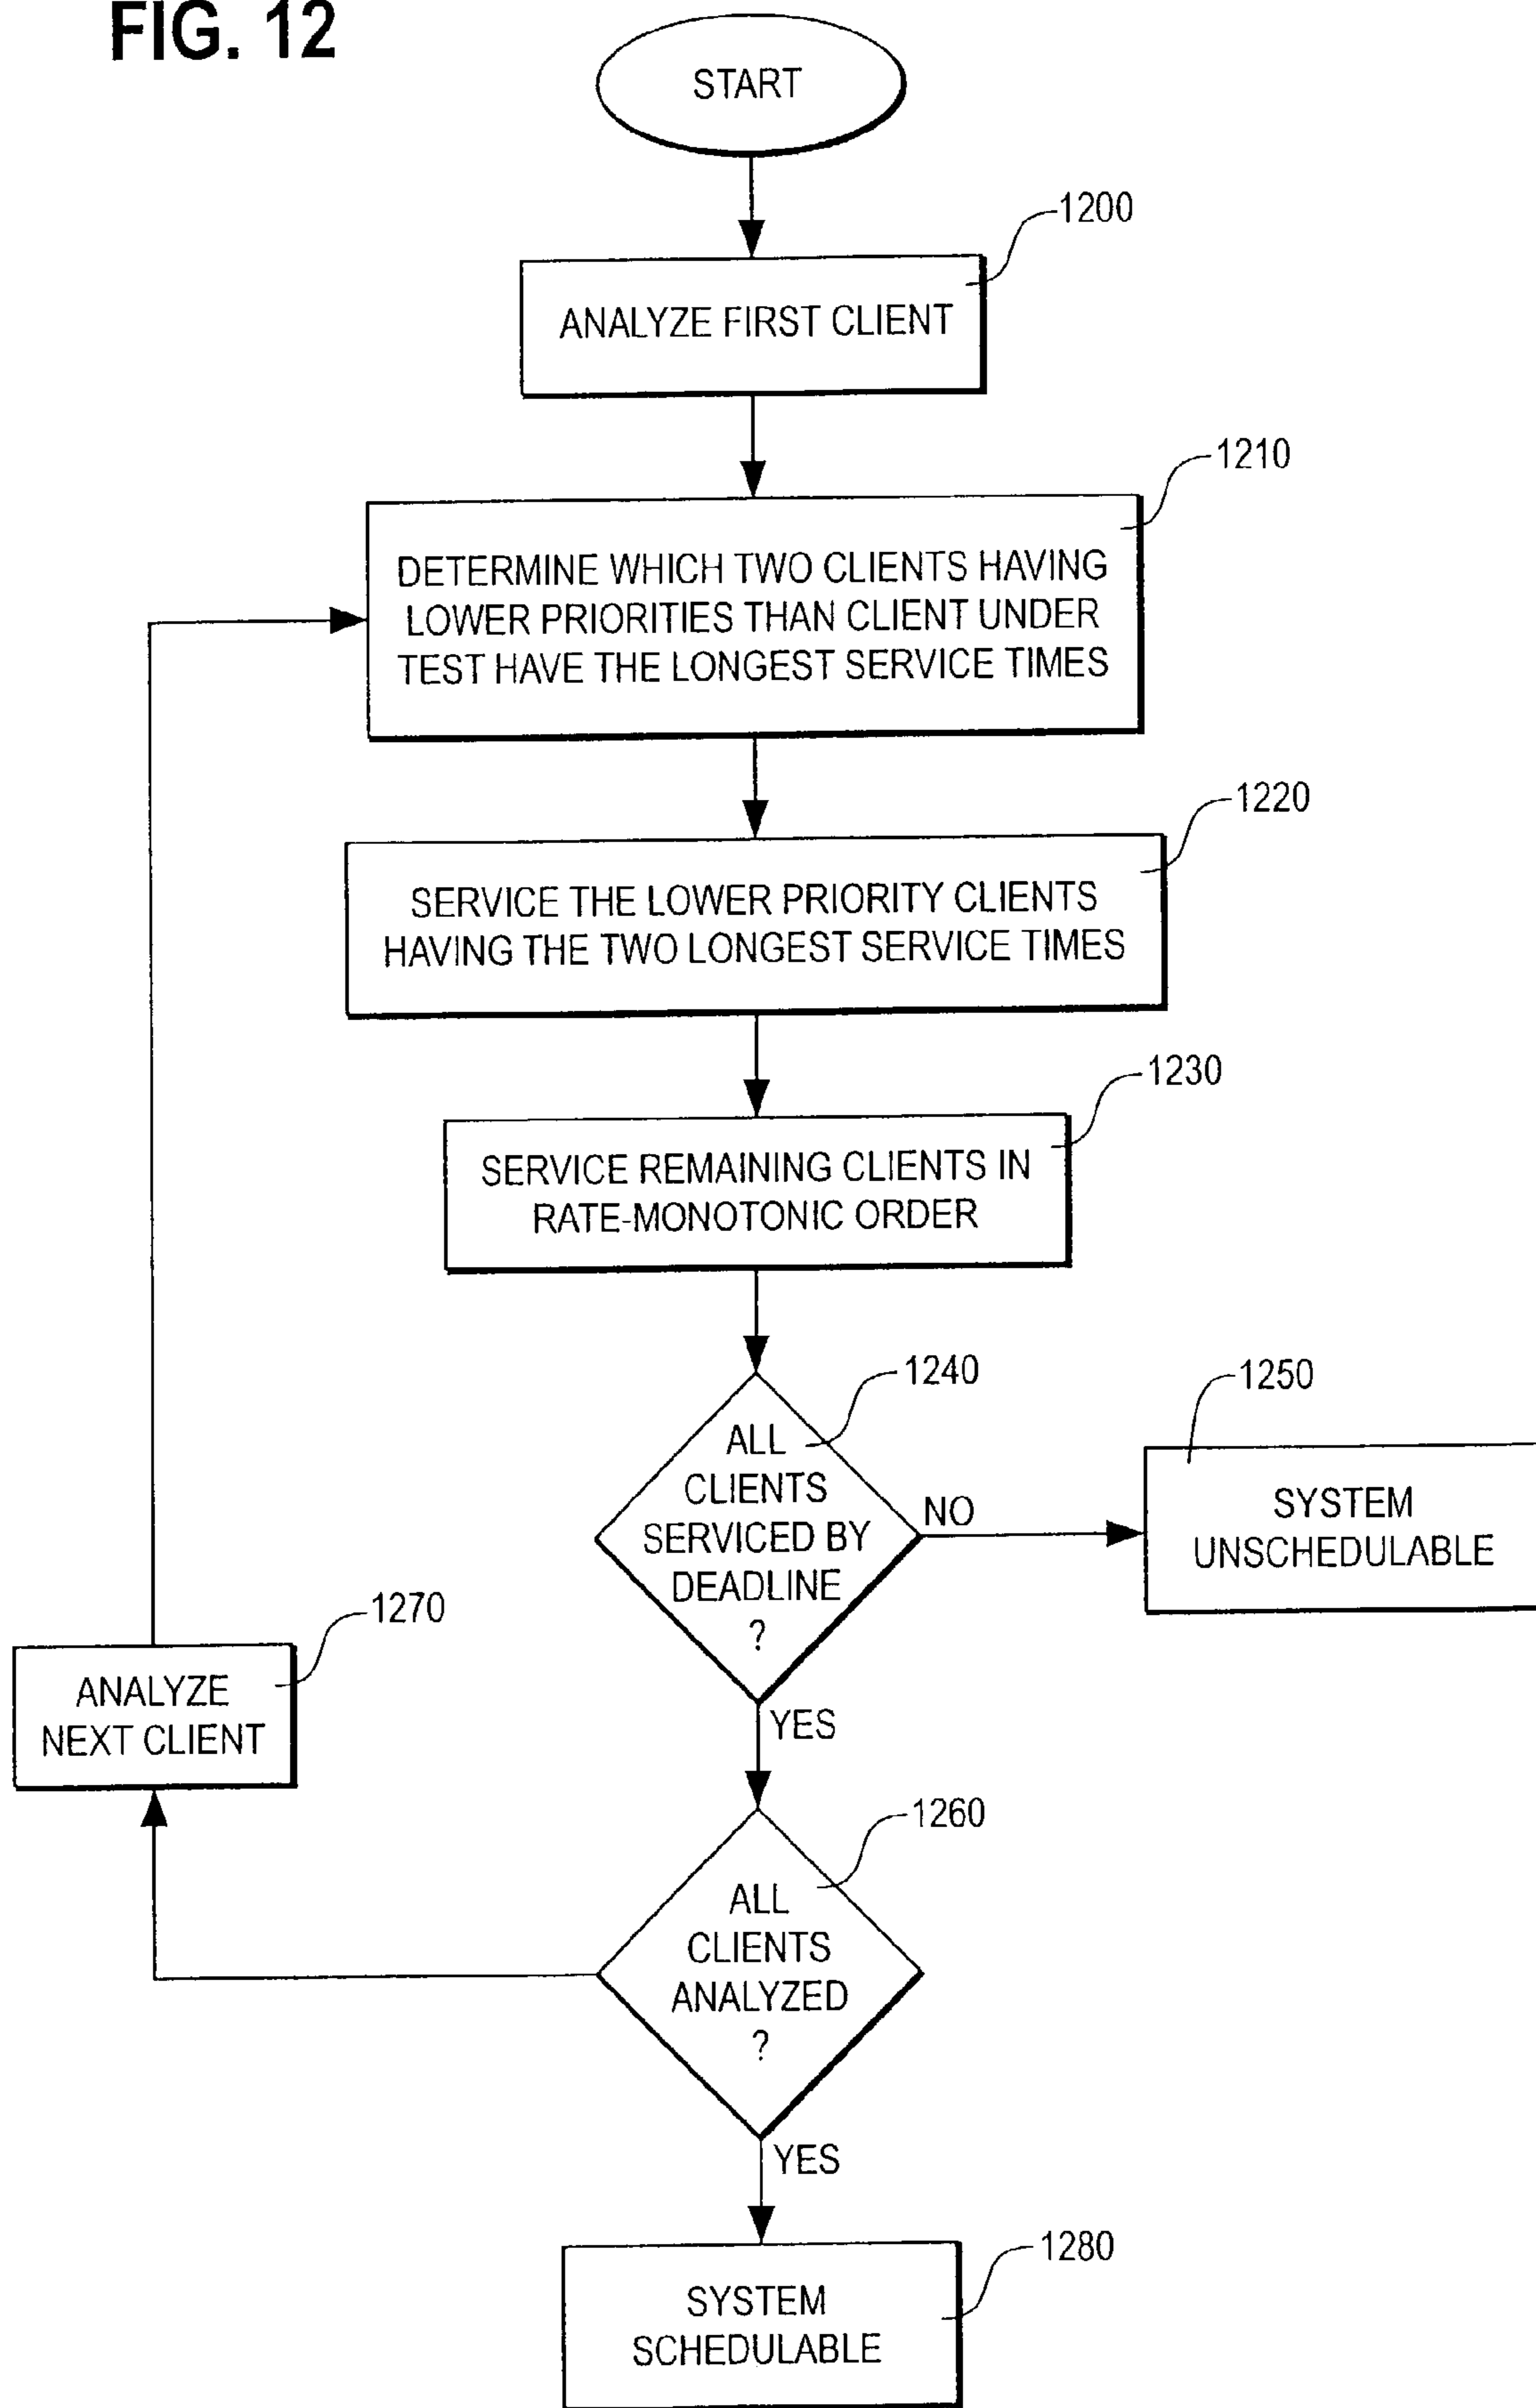 FIG. 12
START
1200
ANALYZE FIRST CLIENT
1210
DETERMINE WHICH TWO CLIENTS HAVING
LOWER PRIORITIES THAN CLIENT UNDER
TEST HAVE THE LONGEST SERVICE TIMES
1220
SERVICE THE LOWER PRIORITY CLIENTS
HAVING THE TWO LONGEST SERVICE TIMES
1230
SERVICE REMAINING CLIENTS IN
RATE-MONOTONIC ORDER
1240
ALL
CLIENTS
SERVICED BY
DEADLINE
?
NO
1250
SYSTEM
UNSCHEDULABLE
YES
1270
ANALYZE
NEXT CLIENT
1260
ALL
CLIENTS
ANALYZED
?
YES
1280
SYSTEM
SCHEDULABLE